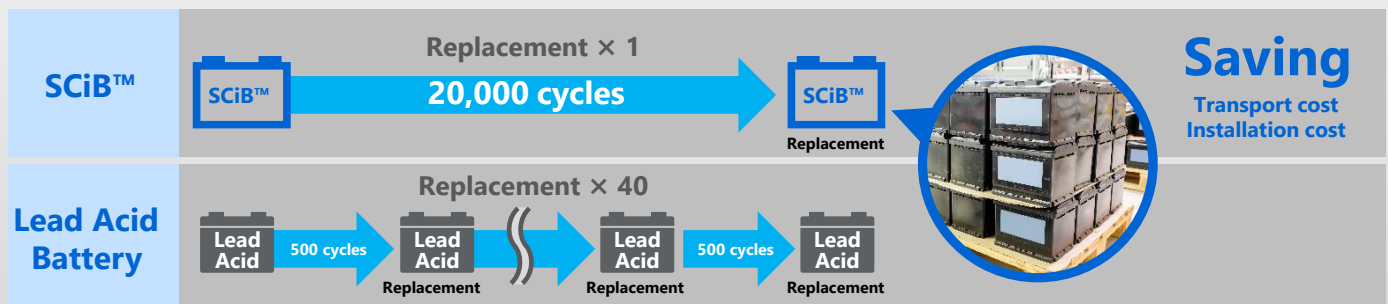 SCiB™
SCiB™
Replacement × 1
20,000 cycles
SCiB™
Replacement
Saving
Transport cost
Installation cost
Lead Acid
Battery
Replacement × 40
Lead
Acid
500 cycles
Lead
Acid
Replacement
Lead
Acid
Replacement
500 cycles
Lead
Acid
Replacement